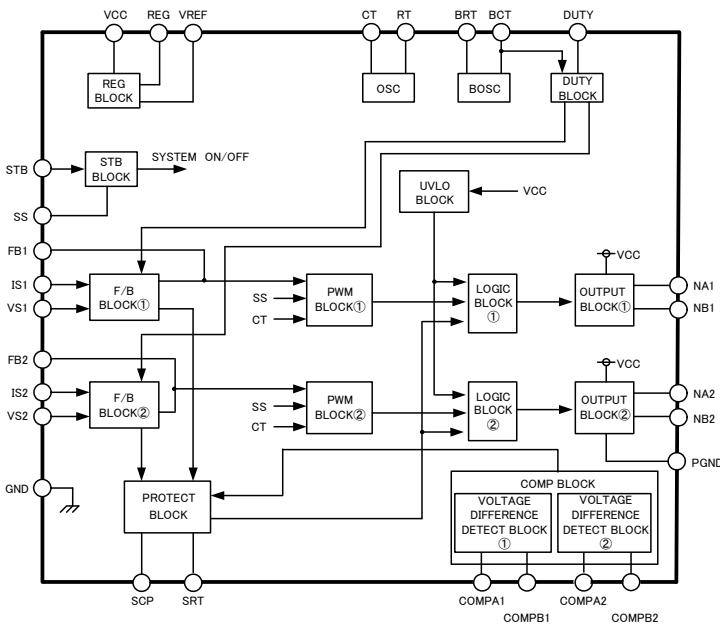 VCC REG VREF CT RT BRT BCT DUTY
REG
BLOCK
OSC
BOSC
DUTY
BLOCK
STB
STB
BLOCK
SYSTEM ON/OFF
SS
UVLO
BLOCK
VCC
FB1
IS1
VS1
F/B
BLOCK①
SS
CT
PWM
BLOCK①
LOGIC
BLOCK
①
VCC
OUTPUT
BLOCK①
NA1
NB1
FB2
IS2
VS2
F/B
BLOCK②
SS
CT
PWM
BLOCK②
LOGIC
BLOCK
②
VCC
OUTPUT
BLOCK②
NA2
NB2
PGND
GND
PROTECT
BLOCK
COMP BLOCK
VOLTAGE
DIFFERENCE
DETECT BLOCK
①
VOLTAGE
DIFFERENCE
DETECT BLOCK
②
SCP SRT COMPA1 COMPA2
COMPB1 COMPB2